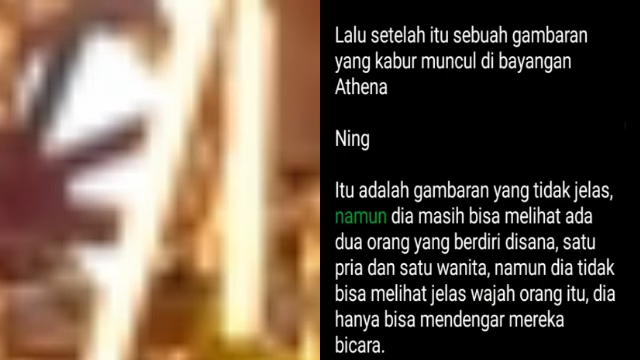 Lalu setelah itu sebuah gambaran
yang kabur muncul di bayangan
Athena
Ning
Itu adalah gambaran yang tidak jelas,
namun dia masih bisa melihat ada
dua orang yang berdiri disana, satu
pria dan satu wanita, namun dia tidak
bisa melihat jelas wajah orang itu, dia
hanya bisa mendengar mereka
bicara.